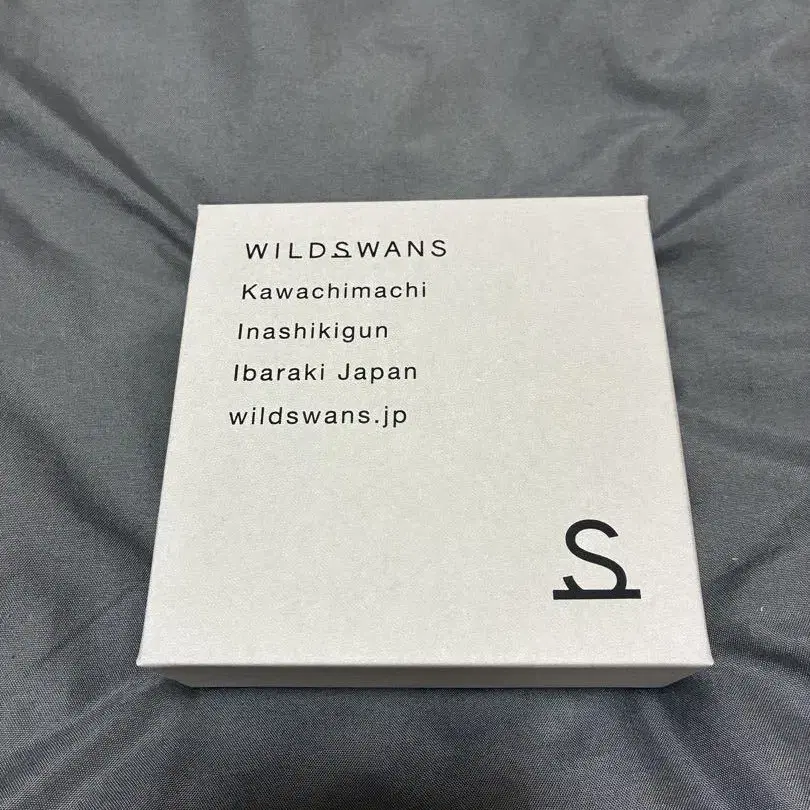 WILDSWANS
Kawachimachi
Inashikigun
Ibaraki Japan
wildswans.jp
S